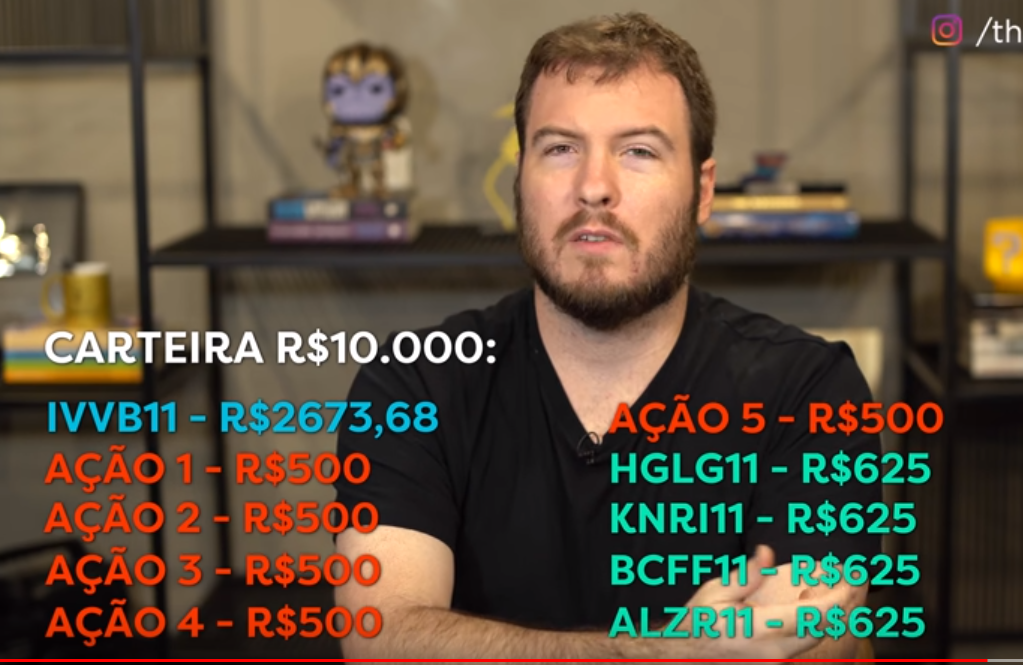 /th
CARTEIRA R$10.000:
IVVB11 - R$2673,68
AÇÃO 1 - R$500
AÇÃO 2 - R$500
AÇÃO 3 - R$500
AÇÃO 4 - R$500
AÇÃO 5 - R$500
HGLG11 - R$625
KNRI11 - R$625
BCFF11 - R$625
ALZR11 - R$625